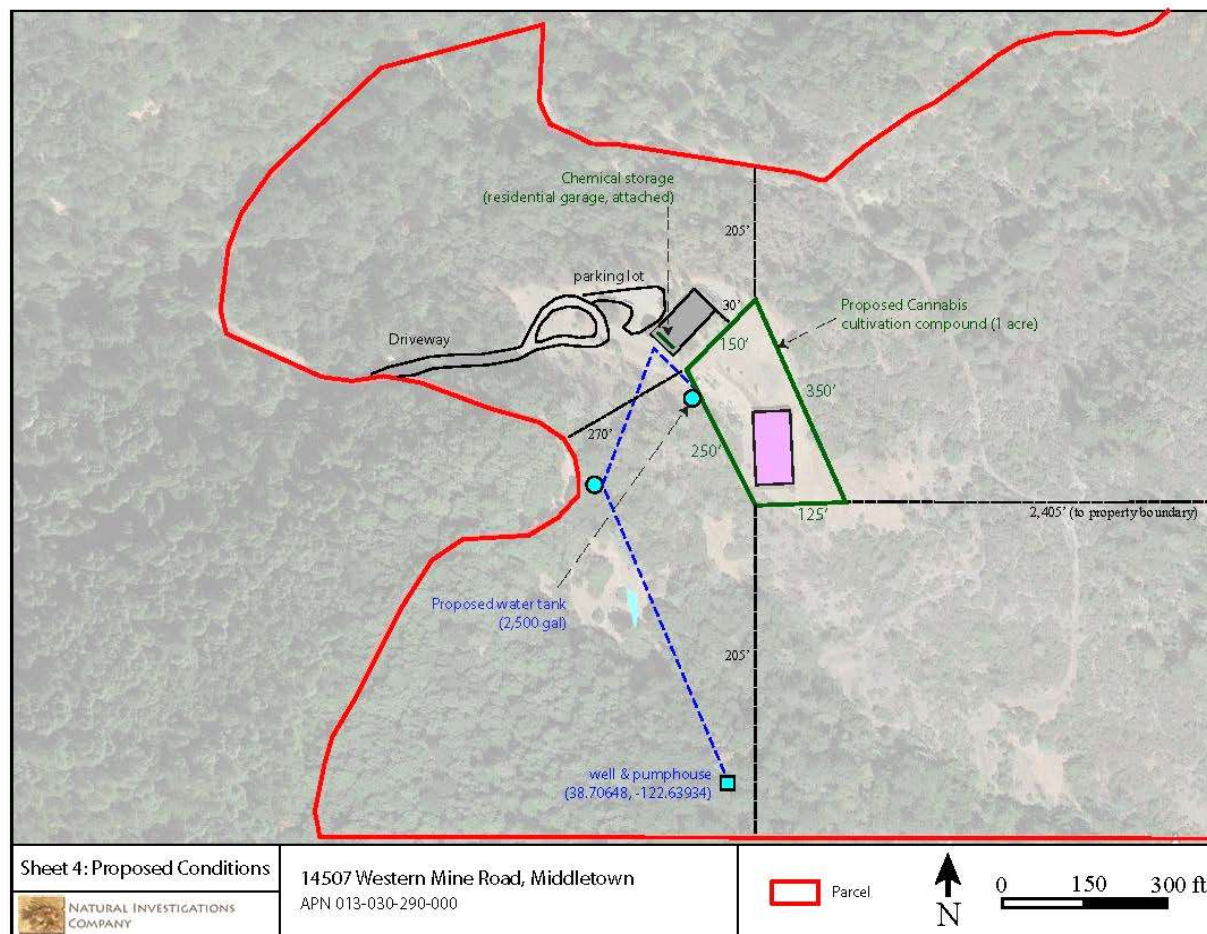 Chemical storage
(residential garage, attached)
205'
parking lot
30'
Proposed Cannabis
cultivation compound (1 acre)
Driveway
150'
350'
270'
250'
125'
2,405' (to property boundary)
Proposed water tank
(2,500 gal)
205'
well & pumphouse
(38.70648, -122.63934)
Sheet 4: Proposed Conditions
NATURAL INVESTIGATIONS
COMPANY
14507 Western Mine Road, Middletown
APN 013-030-290-000
Parcel
N
0 150 300 ft